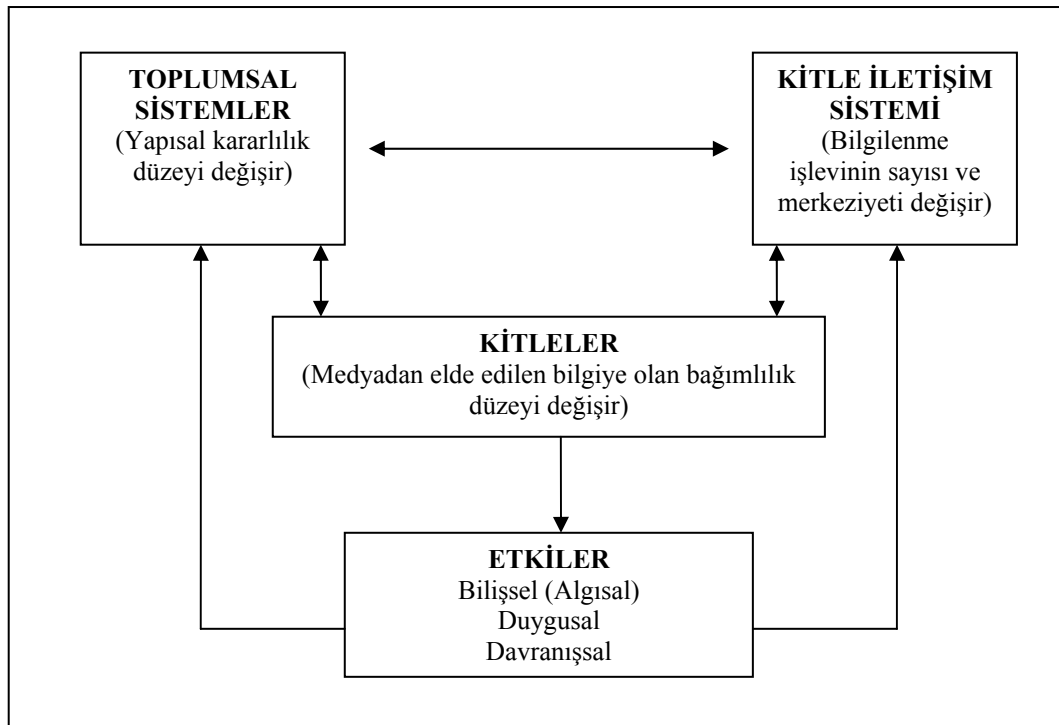 TOPLUMSAL
SİSTEMLER
(Yapısal kararlılık
düzeyi değişir)
KİTLE İLETİŞİM
SİSTEMİ
(Bilgilenme
işlevinin sayısı ve
merkeziyeti değişir)
KİTLELER
(Medyadan elde edilen bilgiye olan bağımlılık
düzeyi değişir)
ETKİLER
Bilişsel (Algısal)
Duygusal
Davranışsal